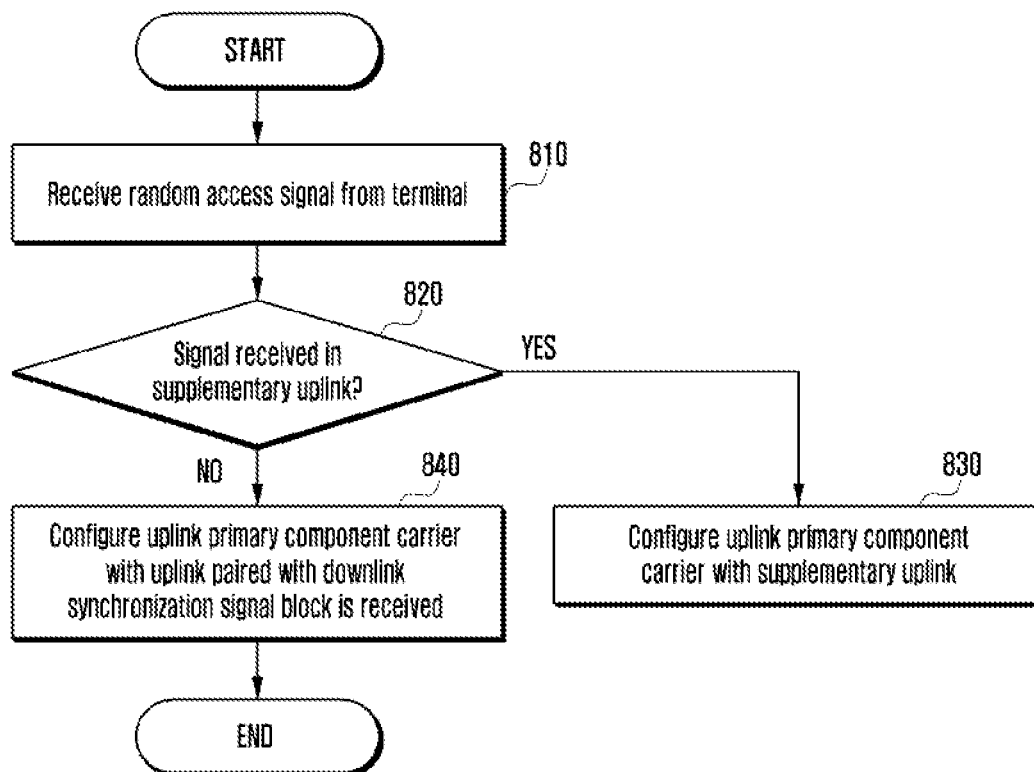 START
810
Receive random access signal from terminal
820
Signal received in
supplementary uplink?
YES
NO
840
830
Configure uplink primary component carrier
with uplink paired with downlink
synchronization signal block is received
Configure uplink primary component
carrier with supplementary uplink
END